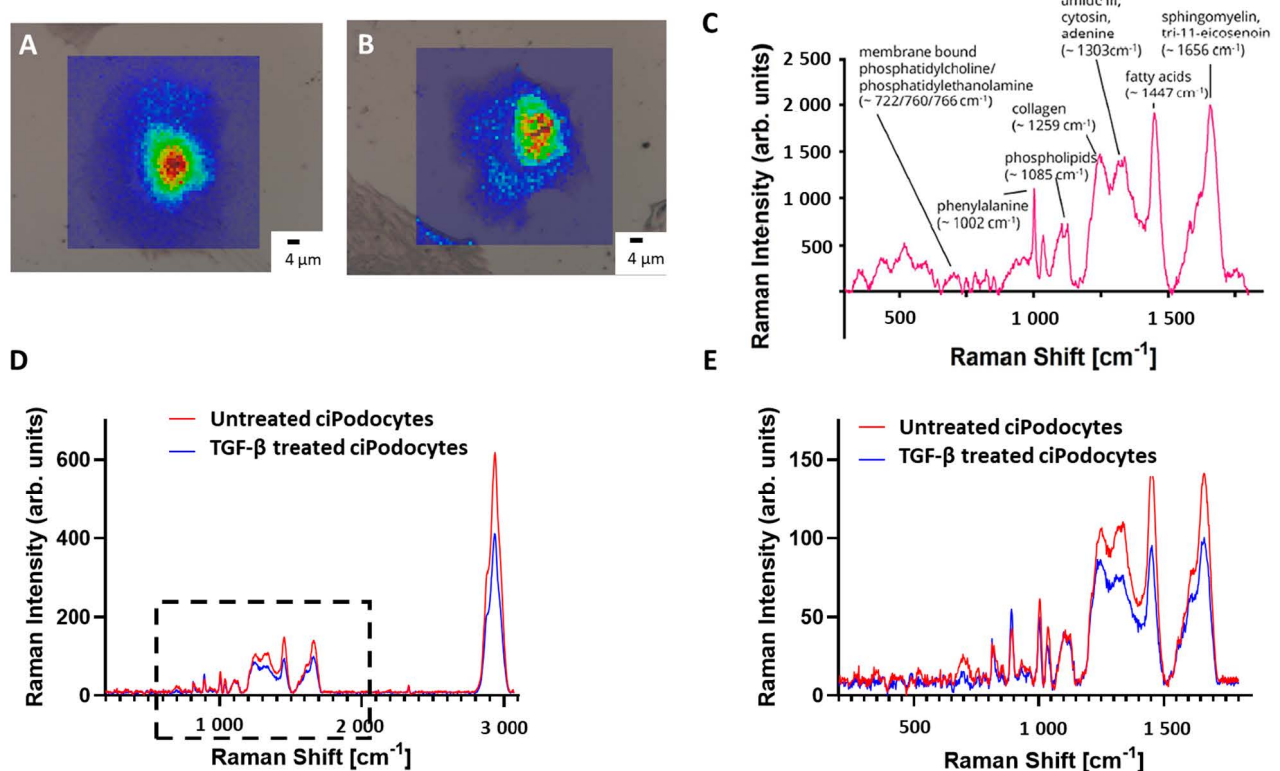 A
4 µm
B
4 µm
C
Raman Intensity (arb. units)
2 500
2 000
1 500
1 000
500
membrane bound
phosphatidylcholine/
phosphatidylethanolamine
(~ 722/760/766 cm-1)
phenylalanine
(~ 1002 cm-1)
phospholipids
(~ 1085 cm-1)
collagen
(~ 1259 cm-1)
amide III,
cytosin,
adenine
(~ 1303cm-1)
fatty acids
(~ 1447 cm-1)
sphingomyelin,
tri-11-eicosenoin
(~ 1656 cm-1)
500
1 000
1 500
Raman Shift [cm-1]
D
Raman Intensity (arb. units)
Untreated ciPodocytes
TGF-β treated ciPodocytes
600
400
200
0
1 000
2 000
3 000
Raman Shift [cm-1]
E
Raman Intensity (arb. units)
Untreated ciPodocytes
TGF-β treated ciPodocytes
150
100
50
0
500
1 000
1 500
Raman Shift [cm-1]